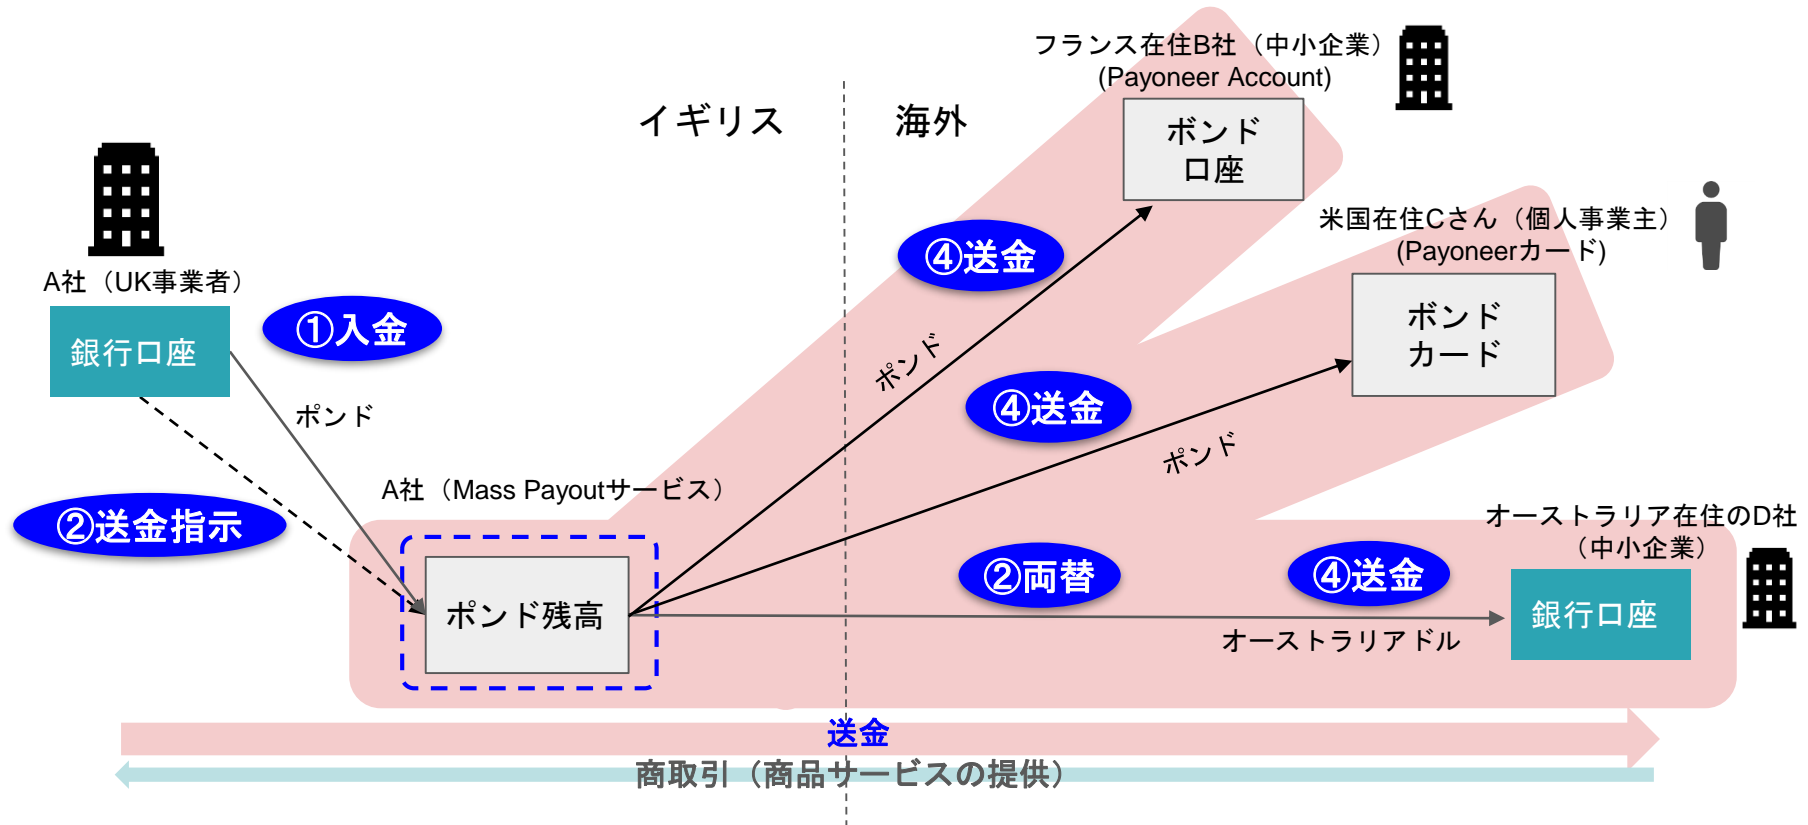 フランス在住B社（中小企業）
(Payoneer Account)
イギリス
海外
ボンド
口座
米国在住Cさん（個人事業主）
(Payoneerカード)
④送金
A社（UK事業者）
①入金
銀行口座
ボンド
カード
ポンド
④送金
ポンド
ポンド
A社（Mass Payoutサービス）
②送金指示
オーストラリア在住のD社
（中小企業）
②両替
④送金
ポンド残高
銀行口座
オーストラリアドル
送金
商取引（商品サービスの提供）